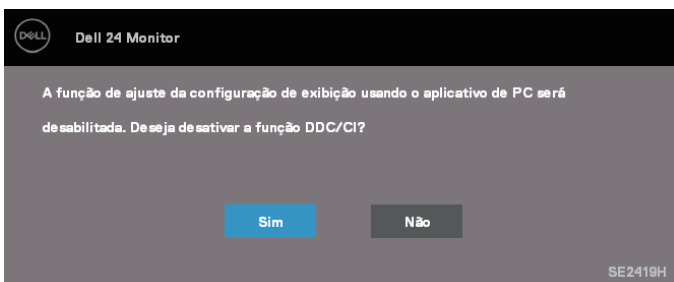 DELL
Dell 24 Monitor
A função de ajuste da configuração de exibição usando o aplicativo de PC será
desabilitada. Deseja desativar a função DDC/CI?
Sim Não
SE2419H